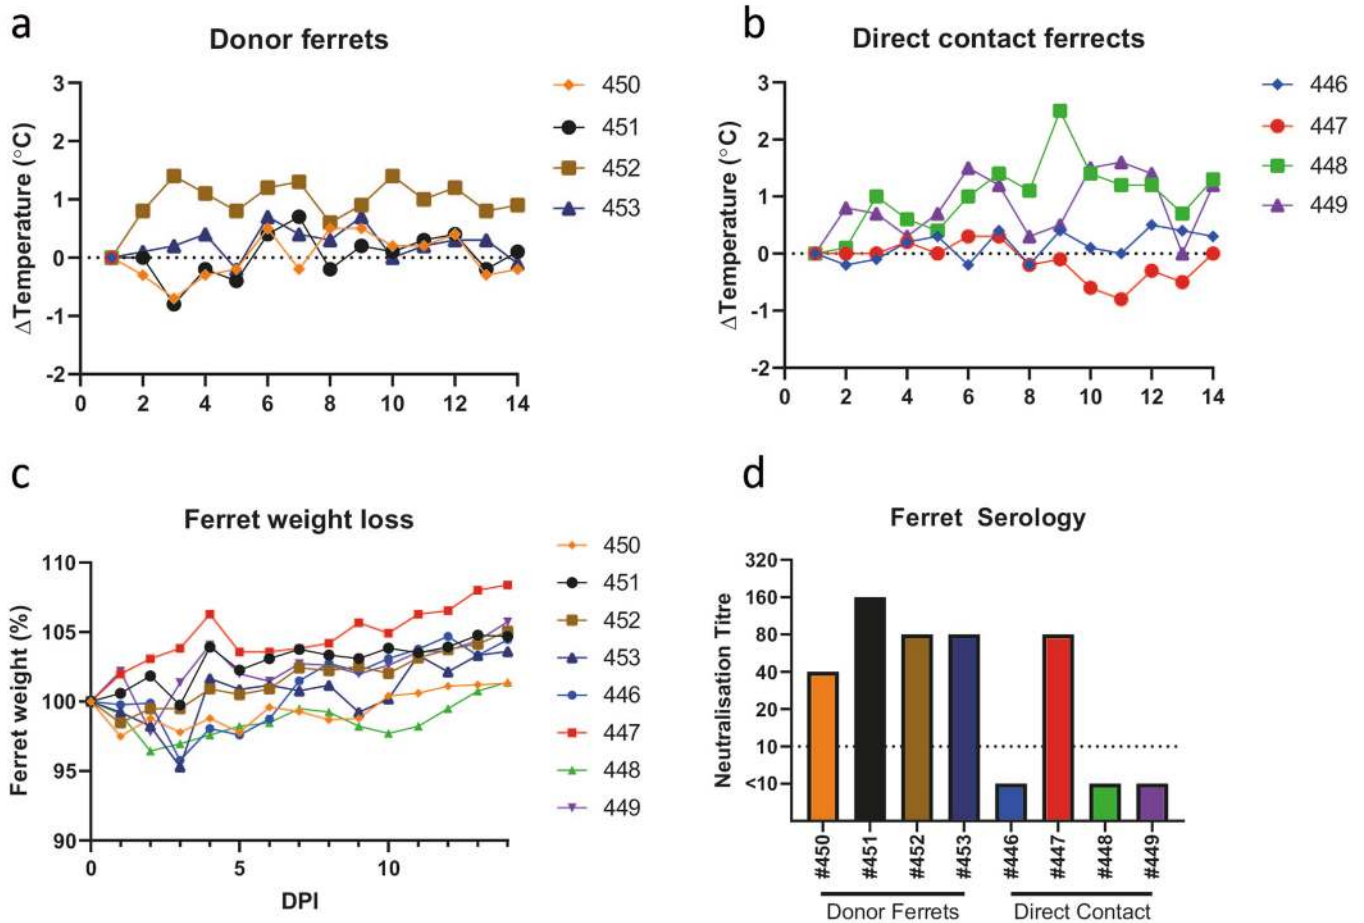 a
Donor ferrets
ΔTemperature (°C)
3
2
1
0
-1
-2
0 2 4 6 8 10 12 14
450
451
452
453
b
Direct contact ferrects
ΔTemperature (°C)
3
2
1
0
-1
-2
0 2 4 6 8 10 12 14
446
447
448
449
c
Ferret weight loss
Ferret weight (%)
110
105
100
95
90
0 5 10
DPI
450
451
452
453
446
447
448
449
d
Ferret Serology
Neutralisation Titre
320
160
80
40
20
10
<10
#450 #451 #452 #453 #446 #447 #448 #449
Donor Ferrets Direct Contact